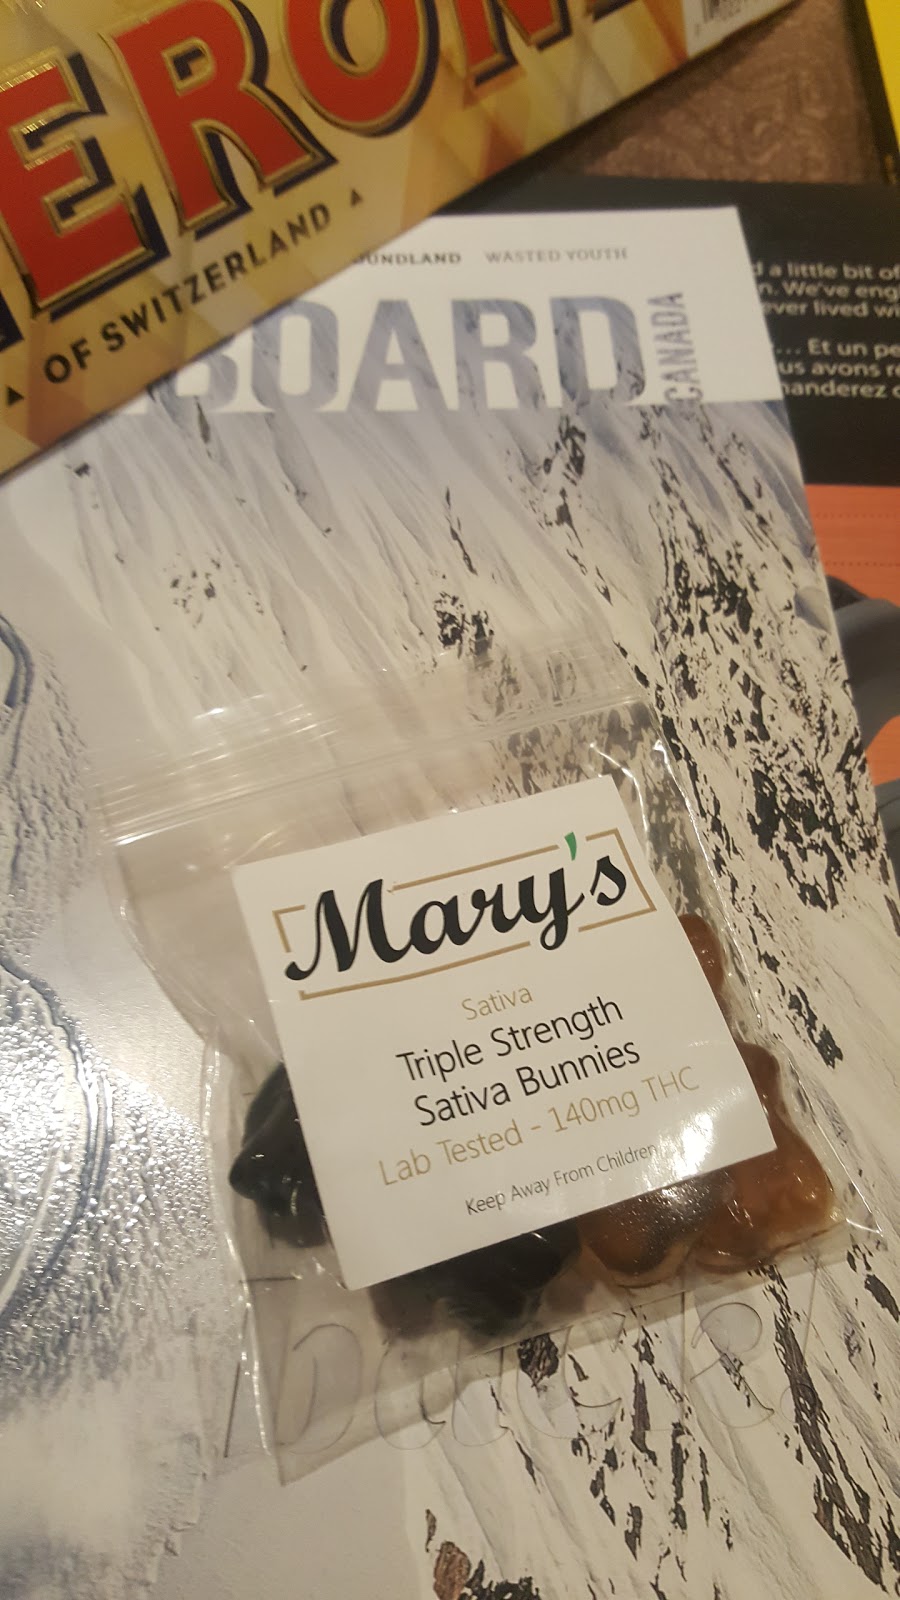 ERON
▲ OF SWITZERLAND ▲
UNDLAND WASTED YOUTH
BOARD
CANADA
a little bit of
n. We've eng
ever lived wi
... Et un pe
us avons re
manderez
Mary's
Sativa
Triple Strength
Sativa Bunnies
Lab Tested - 140mg THC
Keep Away From Children